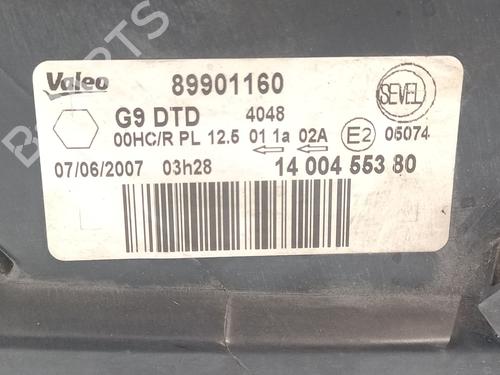 Valeo 89901160 SEVEL
G9 DTD 4048
00HC/R PL 12.5 01 1a 02A E2 05074
07/06/2007 03h28 14 004 553 80
PARTS